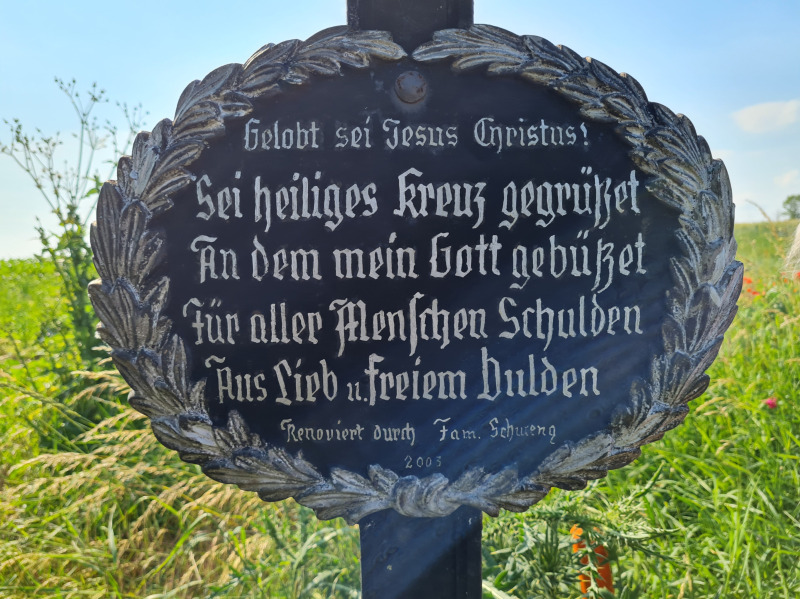 Gelobt sei Jesus Christus!
Sei heiliges Kreuz gegrüßet
An dem mein Gott gebüßet
Für aller Menschen Schulden
Aus Lieb u. freiem Dulden
Renoviert durch Fam. Schweng
2003